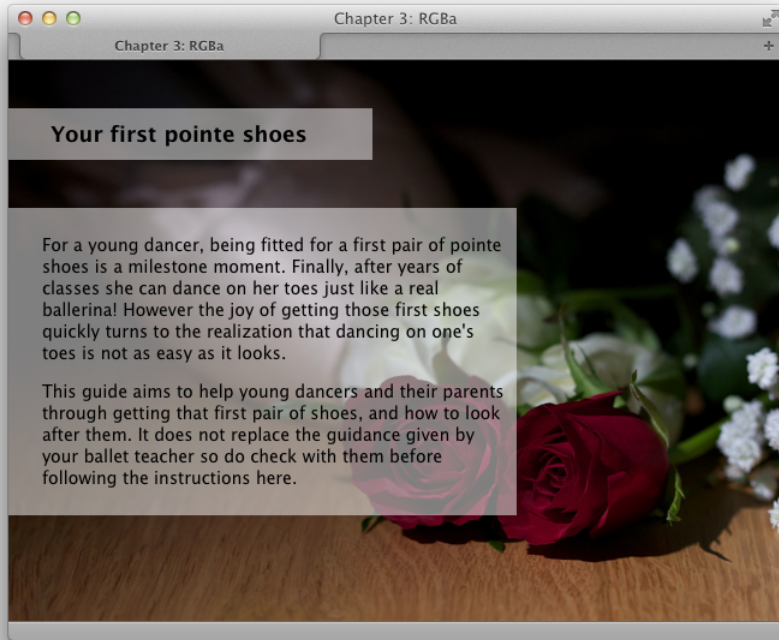 Chapter 3: RGBa
Chapter 3: RGBa
Your first pointe shoes
For a young dancer, being fitted for a first pair of pointe
shoes is a milestone moment. Finally, after years of
classes she can dance on her toes just like a real
ballerina! However the joy of getting those first shoes
quickly turns to the realization that dancing on one's
toes is not as easy as it looks.
This guide aims to help young dancers and their parents
through getting that first pair of shoes, and how to look
after them. It does not replace the guidance given by
your ballet teacher so do check with them before
following the instructions here.